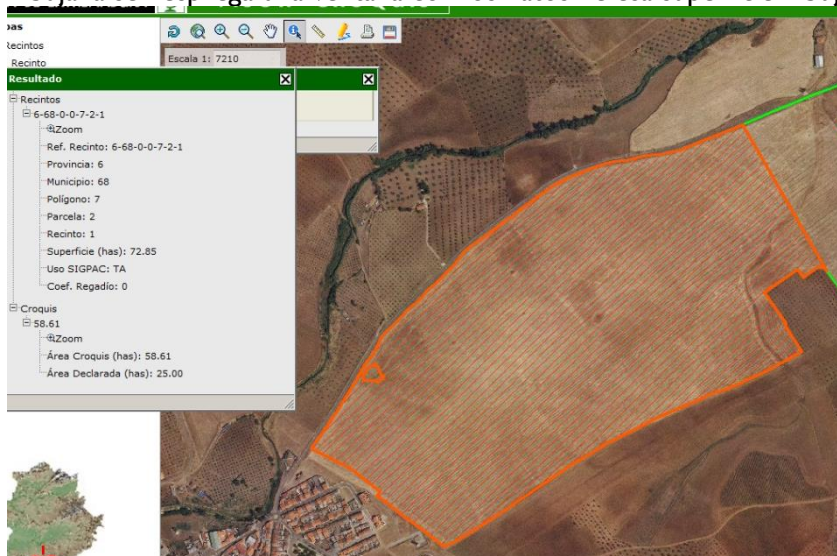 Recintos
Recinto
Escala 1: 7210
Resultado
Recintos
6-68-0-0-7-2-1
Zoom
Ref. Recinto: 6-68-0-0-7-2-1
Provincia: 6
Municipio: 68
Polígono: 7
Parcela: 2
Recinto: 1
Superficie (has): 72.85
Uso SIGPAC: TA
Coef. Regadío: 0
Croquis
58.61
Zoom
Área Croquis (has): 58.61
Área Declarada (has): 25.00